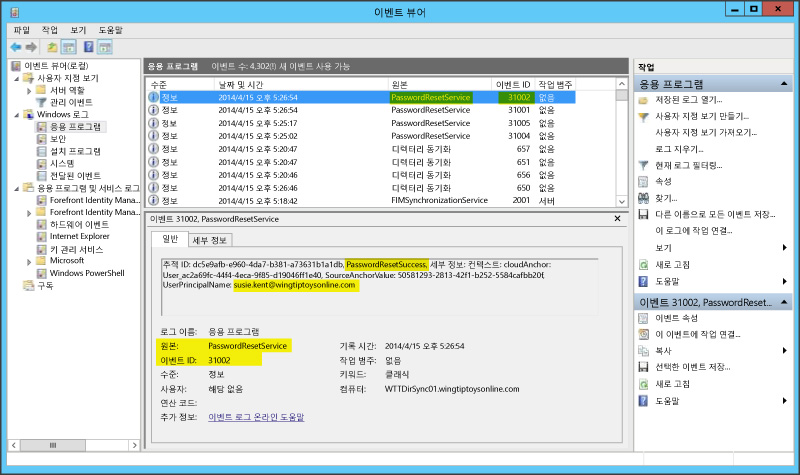 이벤트 뷰어
파일 작업 보기 도움말
이벤트 뷰어(로컬)
사용자 지정 보기
서버 역할
관리 이벤트
Windows 로그
응용 프로그램
보안
설치 프로그램
시스템
전달된 이벤트
응용 프로그램 및 서비스 로그
Forefront Identity Mana...
Forefront Identity Mana...
하드웨어 이벤트
Internet Explorer
키 관리 서비스
Microsoft
Windows PowerShell
구독
응용 프로그램 이벤트 수: 4,302(!) 새 이벤트 사용 가능
수준 날짜 및 시간 원본 이벤트 ID 작업 범주
정보 2014/4/15 오후 5:26:54 PasswordResetService 31002 없음
정보 2014/4/15 오후 5:26:54 PasswordResetService 31001 없음
정보 2014/4/15 오후 5:25:17 PasswordResetService 31005 없음
정보 2014/4/15 오후 5:25:02 PasswordResetService 31004 없음
정보 2014/4/15 오후 5:20:47 디렉터리 동기화 657 없음
정보 2014/4/15 오후 5:20:47 디렉터리 동기화 651 없음
정보 2014/4/15 오후 5:20:46 디렉터리 동기화 656 없음
정보 2014/4/15 오후 5:26:46 디렉터리 동기화 650 없음
정보 2014/4/15 오후 5:18:42 FIMSynchronizationService 2001 서버
이벤트 31002, PasswordResetService
일반 세부 정보
추적 ID: dc5e9afb-e960-4da7-b381-a73631b1a1db, PasswordResetSuccess, 세부 정보: 컨텍스트: cloudAnchor:
User_ac2a69fc-44f4-4eca-9f85-d19046ff1e40, SourceAnchorValue: 50581293-2813-42f1-b252-5584cafbb20f,
UserPrincipalName: susie.kent@wingtiptoysonline.com
로그 이름: 응용 프로그램
원본: PasswordResetService 기록 시간: 2014/4/15 오후 5:26:54
이벤트 ID: 31002 작업 범주: 없음
수준: 정보 키워드: 클래식
사용자: 해당 없음 컴퓨터: WTTDirSync01.wingtiptoysonline.com
연산 코드:
추가 정보: 이벤트 로그 온라인 도움말
작업
응용 프로그램
저장된 로그 열기...
사용자 지정 보기 만들기...
사용자 지정 보기 가져오기...
로그 지우기...
현재 로그 필터링...
속성
찾기...
다른 이름으로 모든 이벤트 저장...
이 로그에 작업 연결...
보기
새로 고침
도움말
이벤트 31002, PasswordReset...
이벤트 속성
이 이벤트에 작업 연결...
복사
선택한 이벤트 저장...
새로 고침
도움말